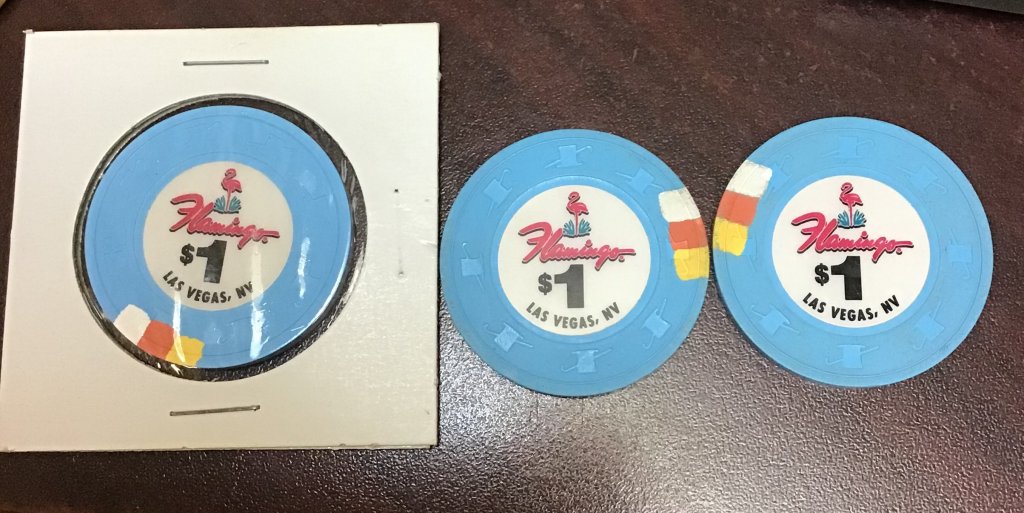 Flamingo
$1
LAS VEGAS, NV
Flamingo
$1
LAS VEGAS, NV
Flamingo
$1
LAS VEGAS, NV